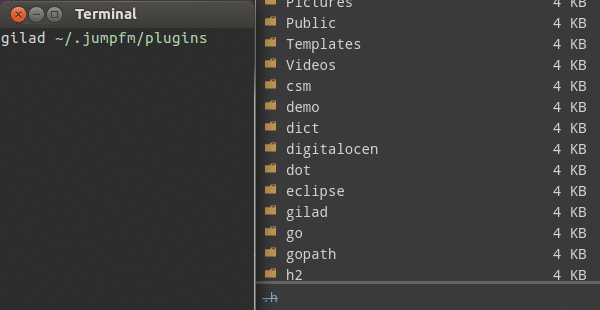 Terminal
gilad ~/.jumpfm/plugins
Pictures 4 KB
Public 4 KB
Templates 4 KB
Videos 4 KB
csm 4 KB
demo 4 KB
dict 4 KB
digitalocen 4 KB
dot 4 KB
eclipse 4 KB
gilad 4 KB
go 4 KB
gopath 4 KB
h2 4 KB
.h